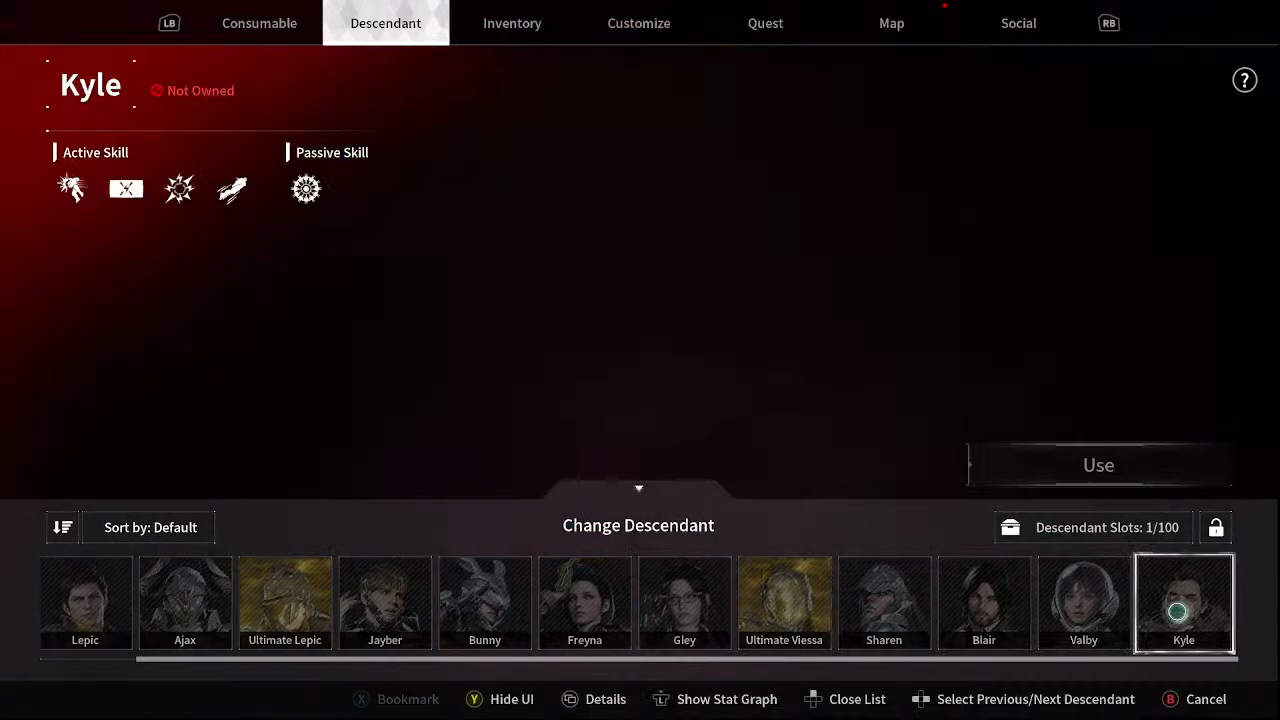 LB Consumable Descendant Inventory Customize Quest Map Social RB
Kyle Not Owned
?
Active Skill Passive Skill
Use
Sort by: Default Change Descendant Descendant Slots: 1/100
Lepic Ajax Ultimate Lepic Jayber Bunny Freyna Gley Ultimate Viessa Sharen Blair Valby Kyle
X Bookmark Y Hide UI Details L Show Stat Graph Close List Select Previous/Next Descendant B Cancel